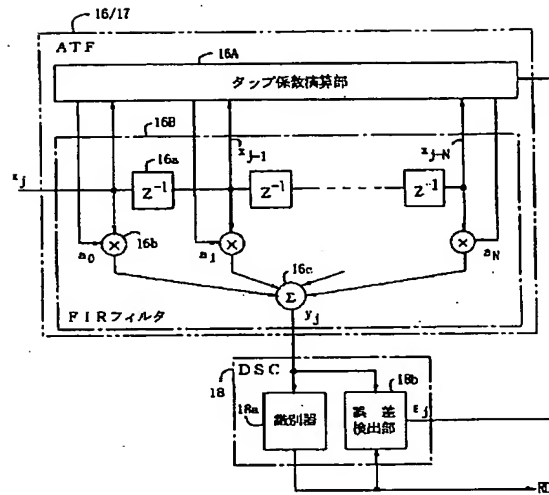 16/17
ATF
16A
タップ係数演算部
16B
16a
x_{j-1}
x_{j-N}
x_j
Z^{-1}
Z^{-1}
Z^{-1}
×
16b
×
×
a_0
a_1
a_N
16c
Σ
y_j
FIRフィルタ
DSC
18b
18
18a
識別器
誤差
検出部
ε_j